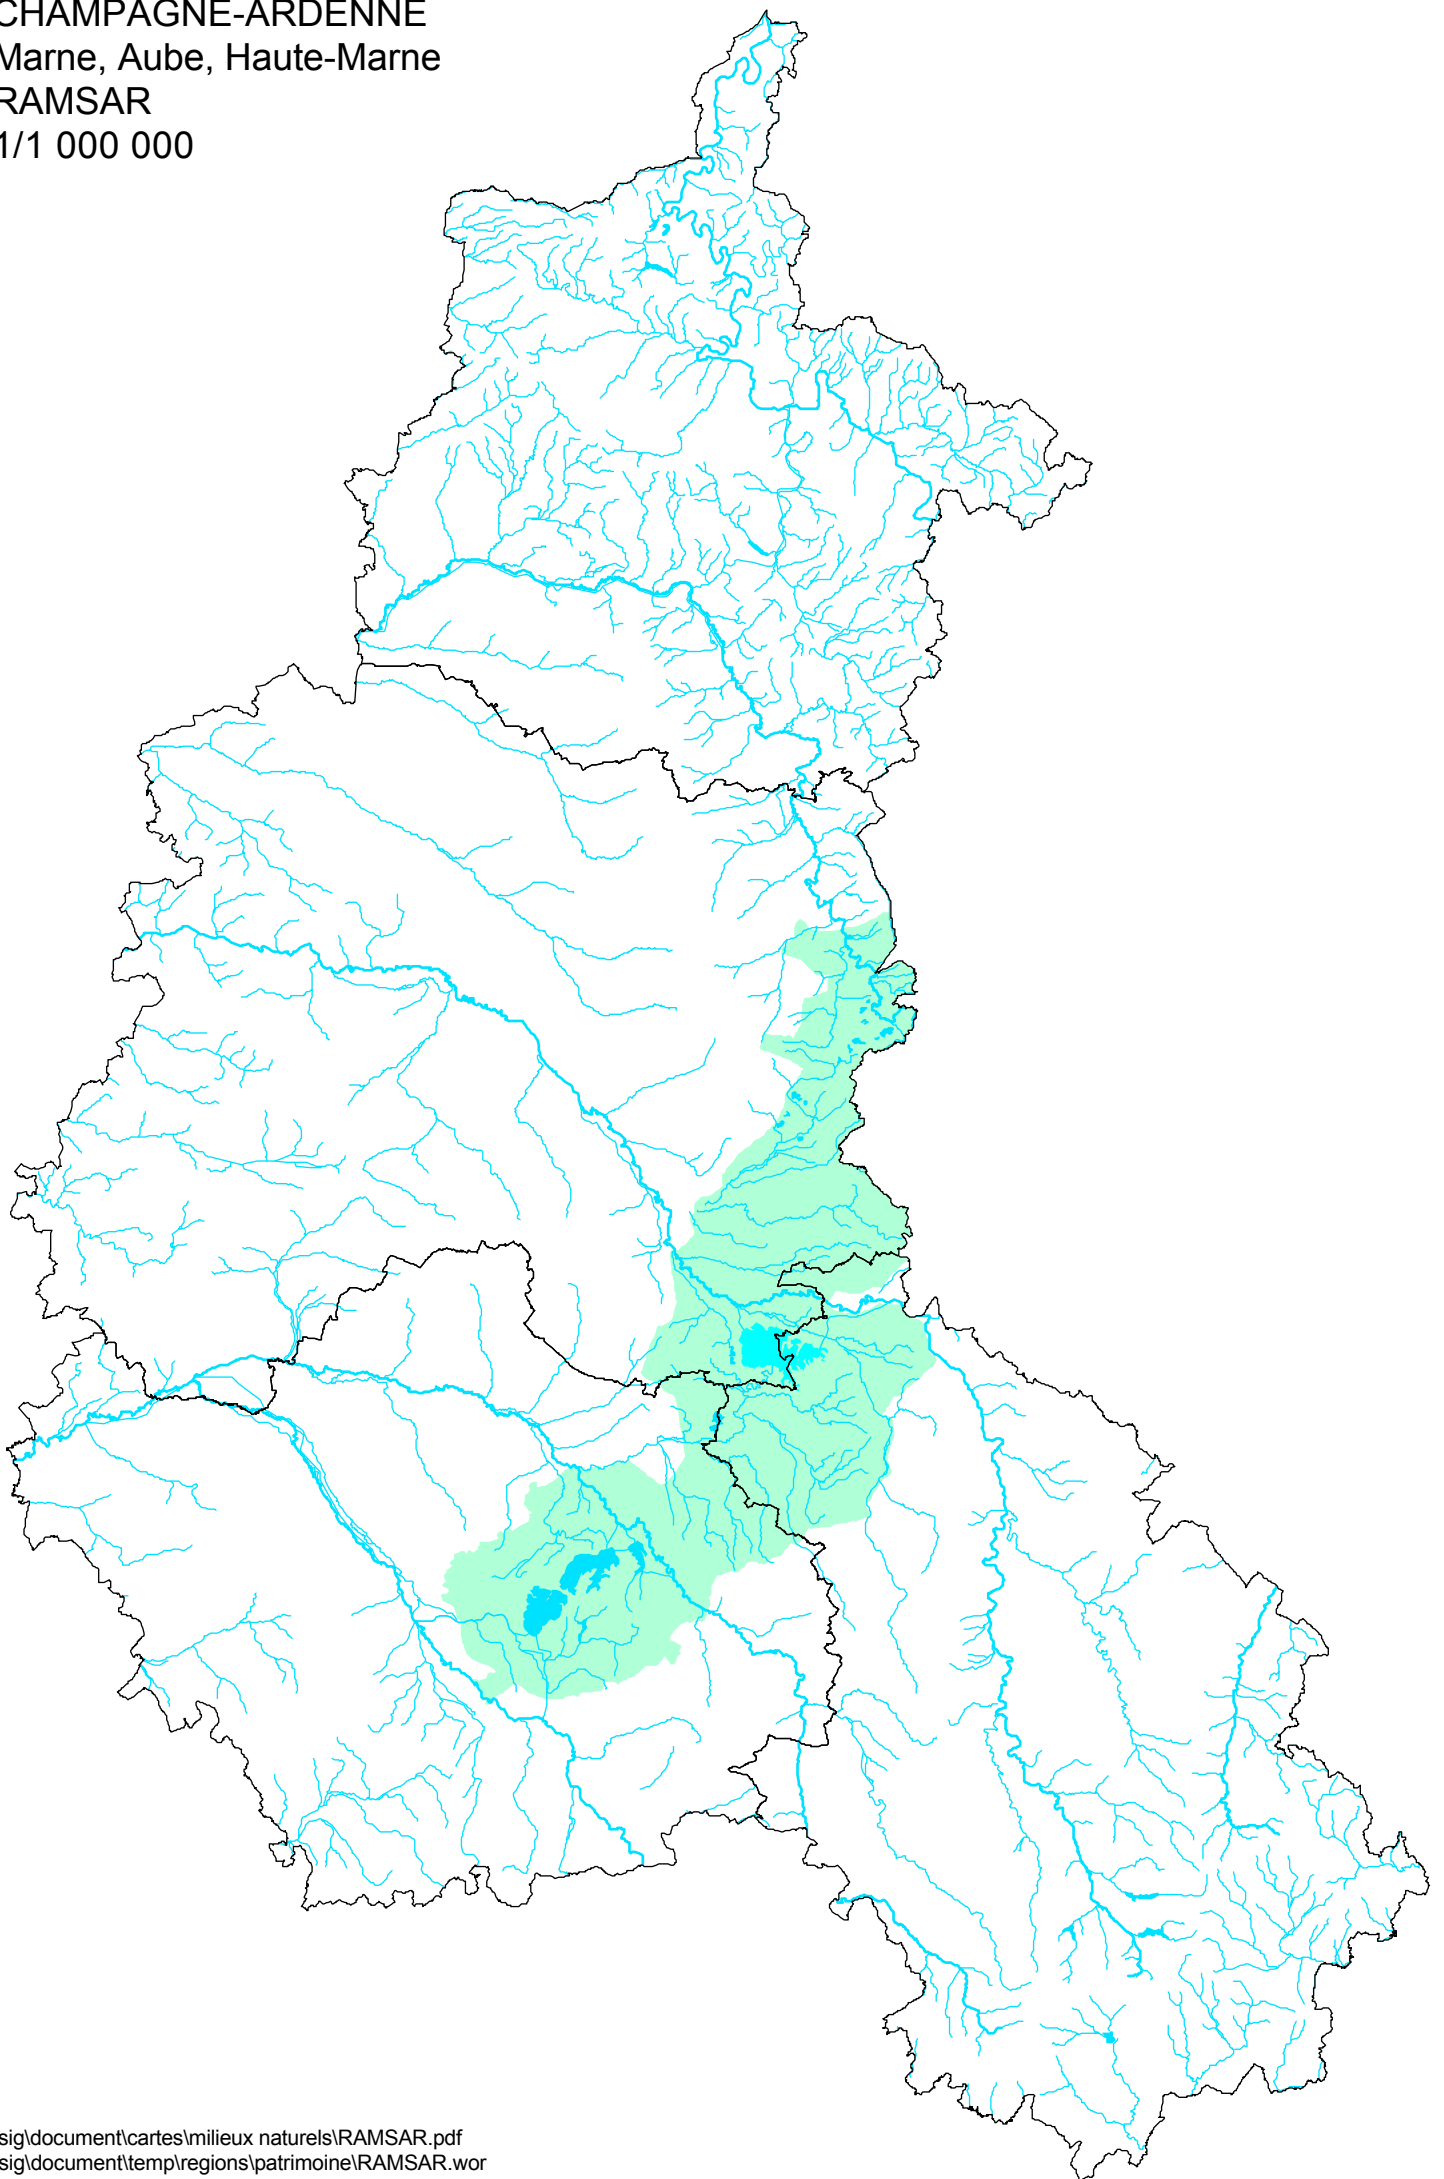 CHAMPAGNE-ARDENNE
Marne, Aube, Haute-Marne
RAMSAR
1/1 000 000
sig\document\cartes\milieux naturels\RAMSAR.pdf
sig\document\temp\regions\patrimoine\RAMSAR.wor